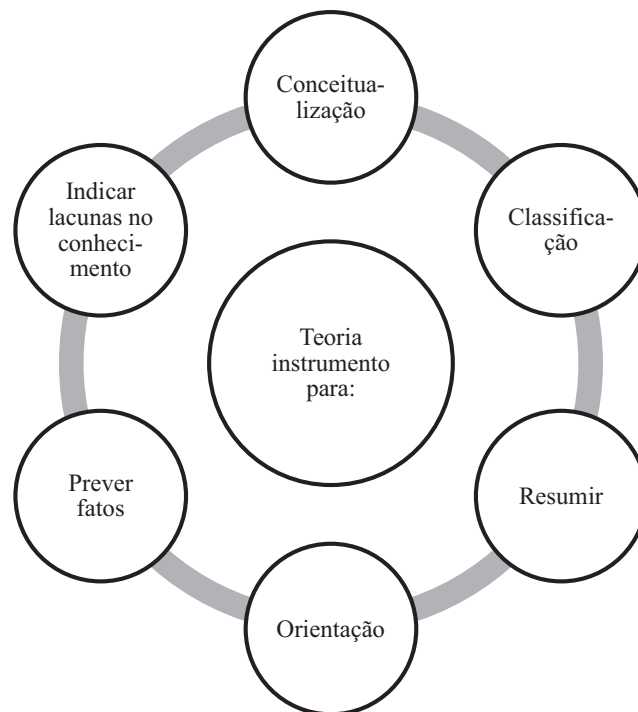 Conceitua-
lização
Classifica-
ção
Resumir
Orientação
Prever
fatos
Indicar
lacunas no
conheci-
mento
Teoria
instrumento
para: